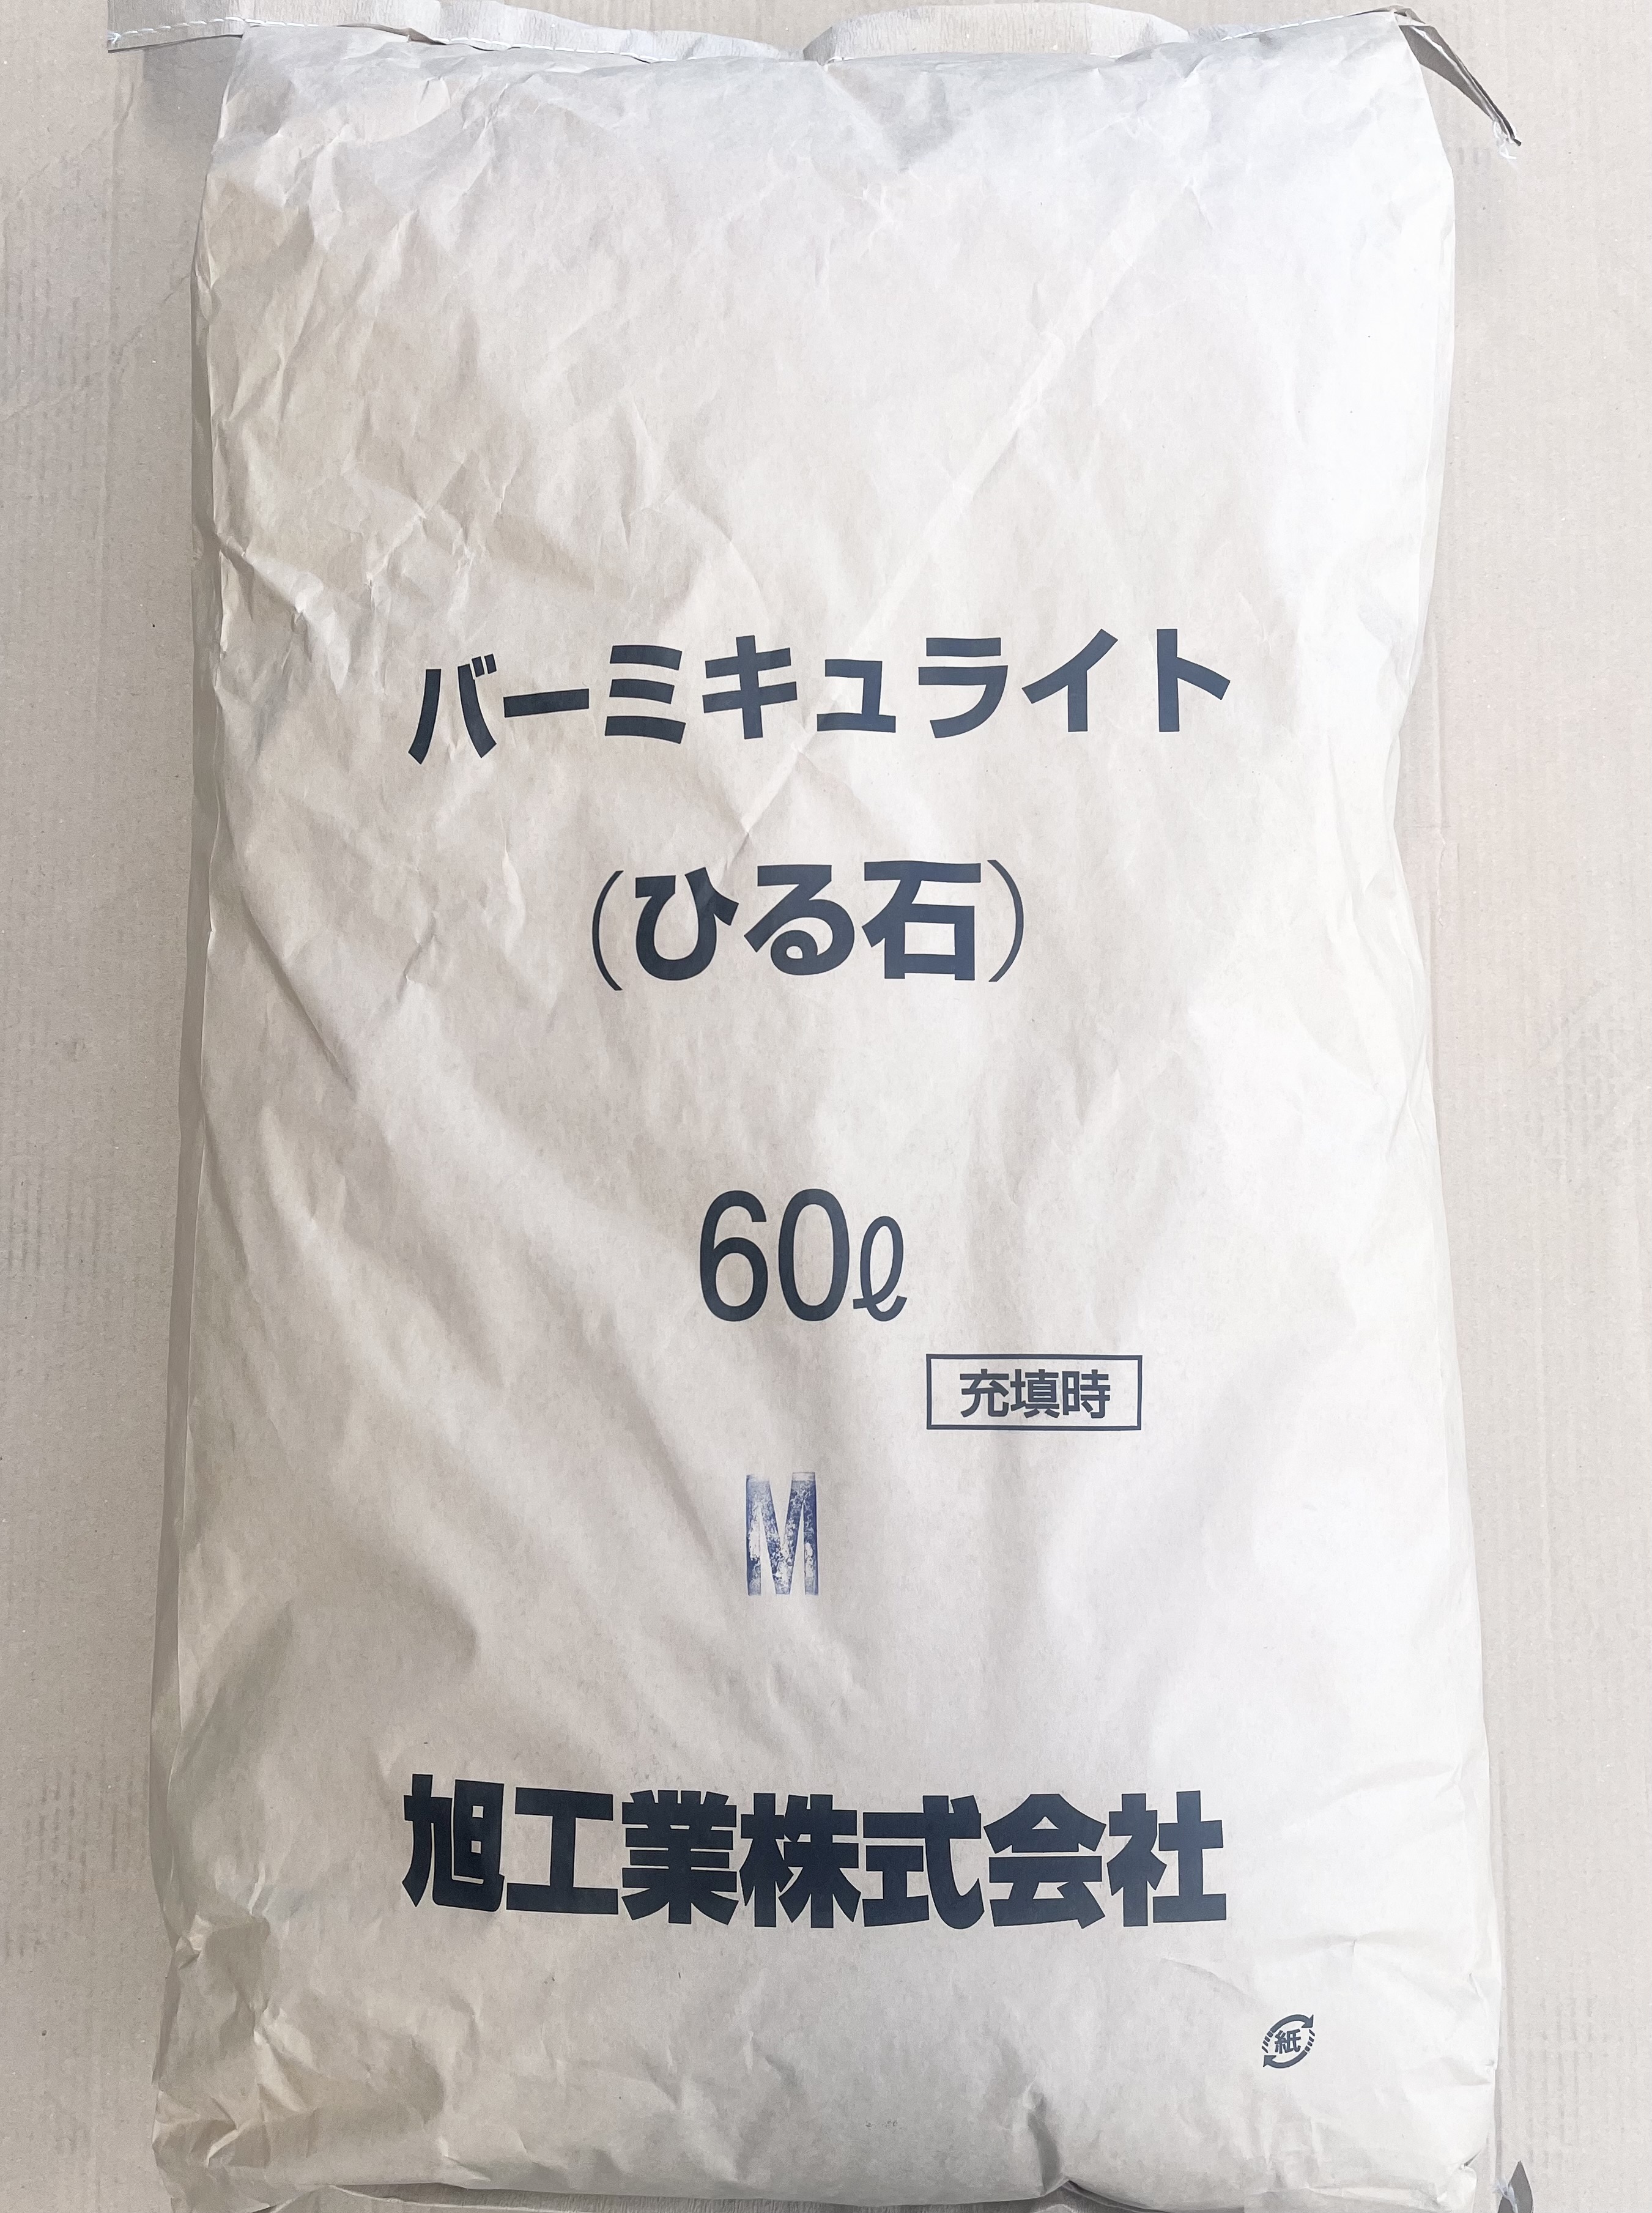 バーミキュライト
(ひる石)
60ℓ
充填時
M
旭工業株式会社
紙